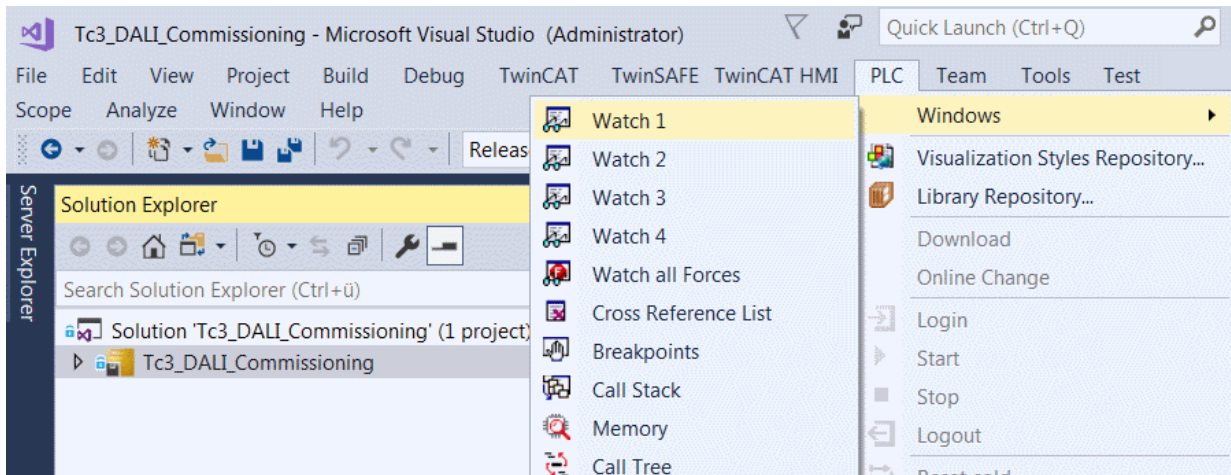 Tc3_DALI_Commissioning - Microsoft Visual Studio (Administrator)
Quick Launch (Ctrl+Q)
File Edit View Project Build Debug TwinCAT TwinSAFE TwinCAT HMI PLC Team Tools Test
Scope Analyze Window Help
Releas
Server Explorer
Solution Explorer
Search Solution Explorer (Ctrl+ü)
Solution 'Tc3_DALI_Commissioning' (1 project)
Tc3_DALI_Commissioning
Watch 1
Watch 2
Watch 3
Watch 4
Watch all Forces
Cross Reference List
Breakpoints
Call Stack
Memory
Call Tree
Windows
Visualization Styles Repository...
Library Repository...
Download
Online Change
Login
Start
Stop
Logout